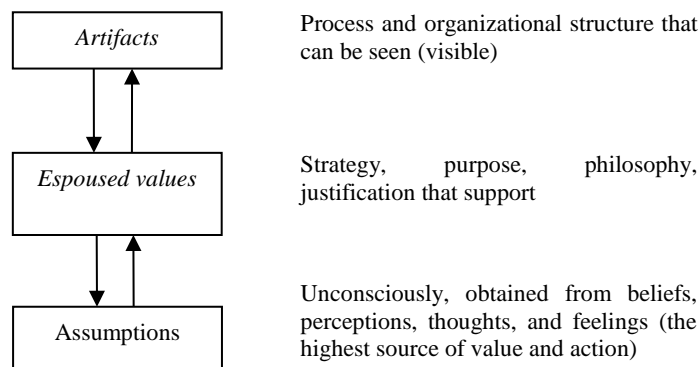 Artifacts
Process and organizational structure that
can be seen (visible)
Espoused values
Strategy, purpose, philosophy,
justification that support
Assumptions
Unconsciously, obtained from beliefs,
perceptions, thoughts, and feelings (the
highest source of value and action)